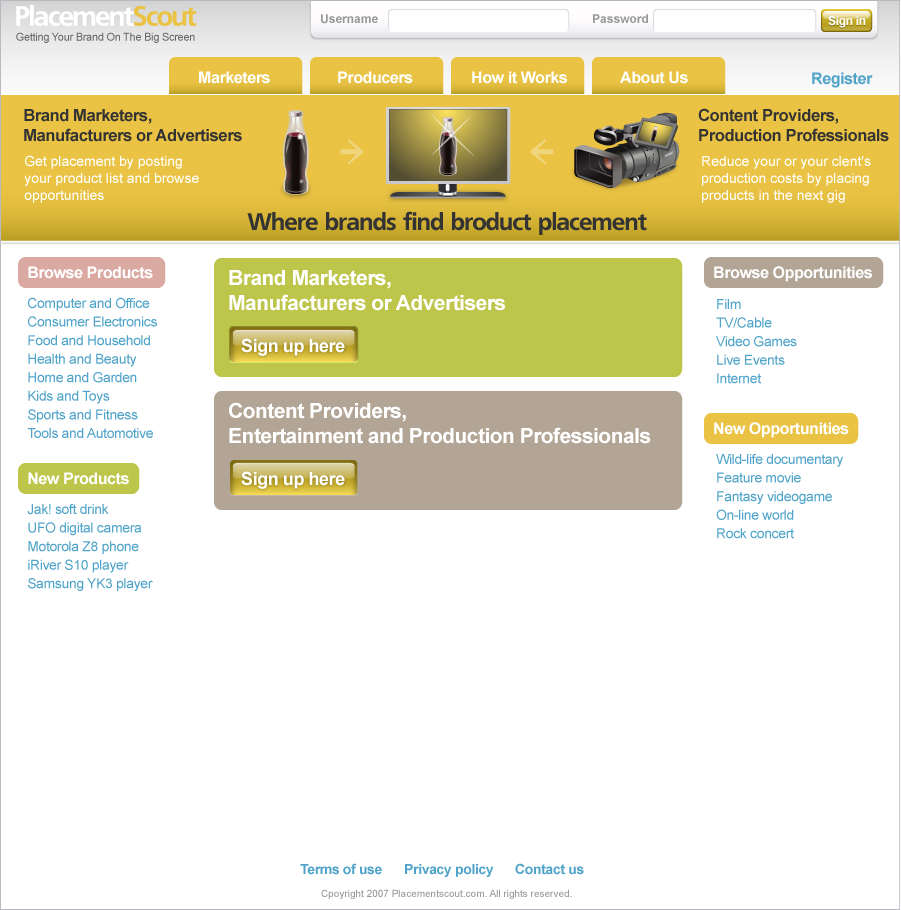 PlacementScout
Getting Your Brand On The Big Screen
Username
Password
Sign in
Marketers
Producers
How it Works
About Us
Register
Brand Marketers,
Manufacturers or Advertisers
Get placement by posting
your product list and browse
opportunities
Content Providers,
Production Professionals
Reduce your or your clent's
production costs by placing
products in the next gig
Where brands find broduct placement
Browse Products
Computer and Office
Consumer Electronics
Food and Household
Health and Beauty
Home and Garden
Kids and Toys
Sports and Fitness
Tools and Automotive
New Products
Jak! soft drink
UFO digital camera
Motorola Z8 phone
iRiver S10 player
Samsung YK3 player
Brand Marketers,
Manufacturers or Advertisers
Sign up here
Content Providers,
Entertainment and Production Professionals
Sign up here
Browse Opportunities
Film
TV/Cable
Video Games
Live Events
Internet
New Opportunities
Wild-life documentary
Feature movie
Fantasy videogame
On-line world
Rock concert
Terms of use
Privacy policy
Contact us
Cpoyright 2007 Placementscout.com. All rights reserved.